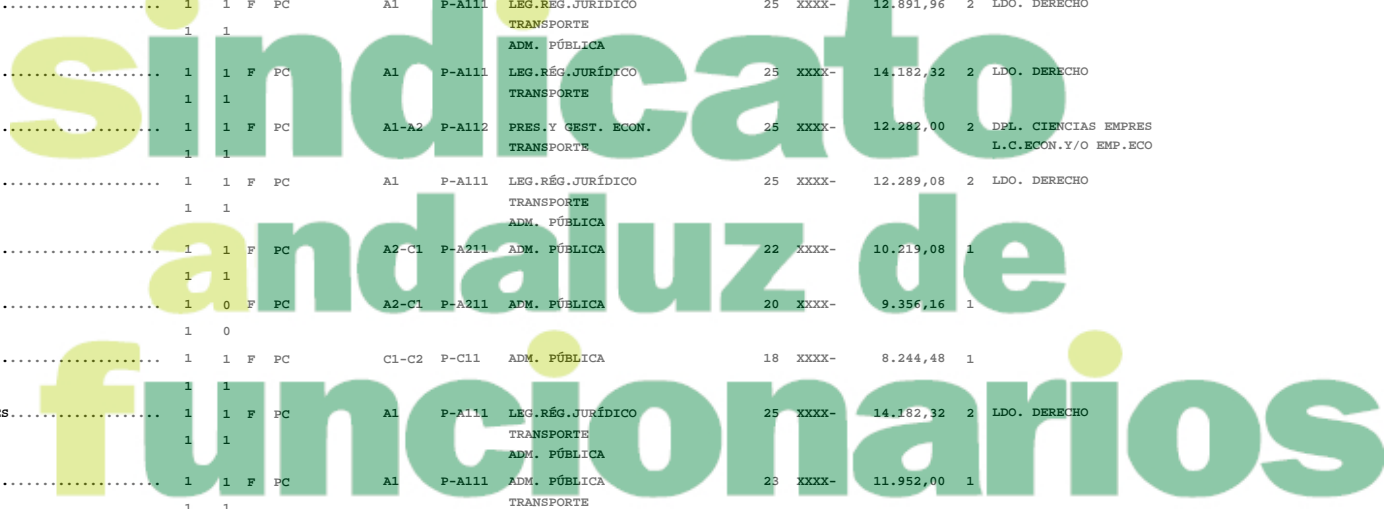 .................. 1 1 F PC A1 P-A111 LEG.REG.JURIDICO 25 XXXX- 12.891,96 2 LDO. DERECHO
1 1 TRANSPORTE
ADM. PÚBLICA
.................. 1 1 F PC A1 P-A111 LEG.RÉG.JURÍDICO 25 XXXX- 14.182,32 2 LDO. DERECHO
1 1 TRANSPORTE
sindicato
.................. 1 1 F PC A1-A2 P-A112 PRES.Y GEST. ECON. 25 XXXX- 12.282,00 2 DPL. CIENCIAS EMPRES
1 1 TRANSPORTE L.C.ECON.Y/O EMP.ECO
.................. 1 1 F PC A1 P-A111 LEG.RÉG.JURÍDICO 25 XXXX- 12.289,08 2 LDO. DERECHO
1 1 TRANSPORTE
ADM. PÚBLICA
.................. 1 1 F PC A2-C1 P-A211 ADM. PÚBLICA 22 XXXX- 10.219,08 1
1 1
andaluz de
.................. 1 0 F PC A2-C1 P-A211 ADM. PÚBLICA 20 XXXX- 9.356,16 1
1 0
.................. 1 1 F PC C1-C2 P-C11 ADM. PÚBLICA 18 XXXX- 8.244,48 1
1 1
S.................. 1 1 F PC A1 P-A111 LEG.RÉG.JURÍDICO 25 XXXX- 14.182,32 2 LDO. DERECHO
1 1 TRANSPORTE
funcionarios
ADM. PÚBLICA
.................. 1 1 F PC A1 P-A111 ADM. PÚBLICA 23 XXXX- 11.952,00 1
1 1 TRANSPORTE